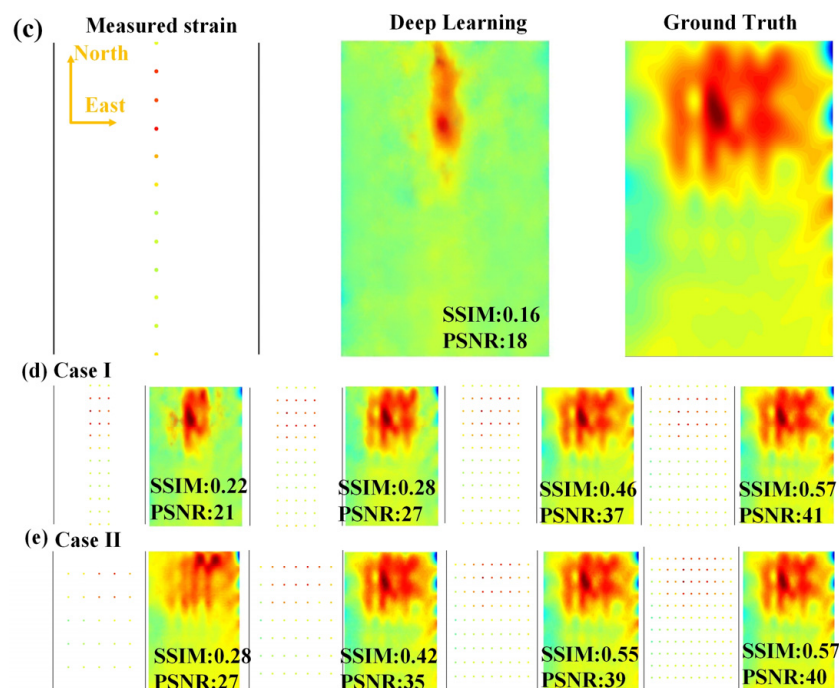 (c)
Measured strain
Deep Learning
Ground Truth
North
East
SSIM:0.16
PSNR:18
(d) Case I
SSIM:0.22
PSNR:21
SSIM:0.28
PSNR:27
SSIM:0.46
PSNR:37
SSIM:0.57
PSNR:41
(e) Case II
SSIM:0.28
PSNR:27
SSIM:0.42
PSNR:35
SSIM:0.55
PSNR:39
SSIM:0.57
PSNR:40